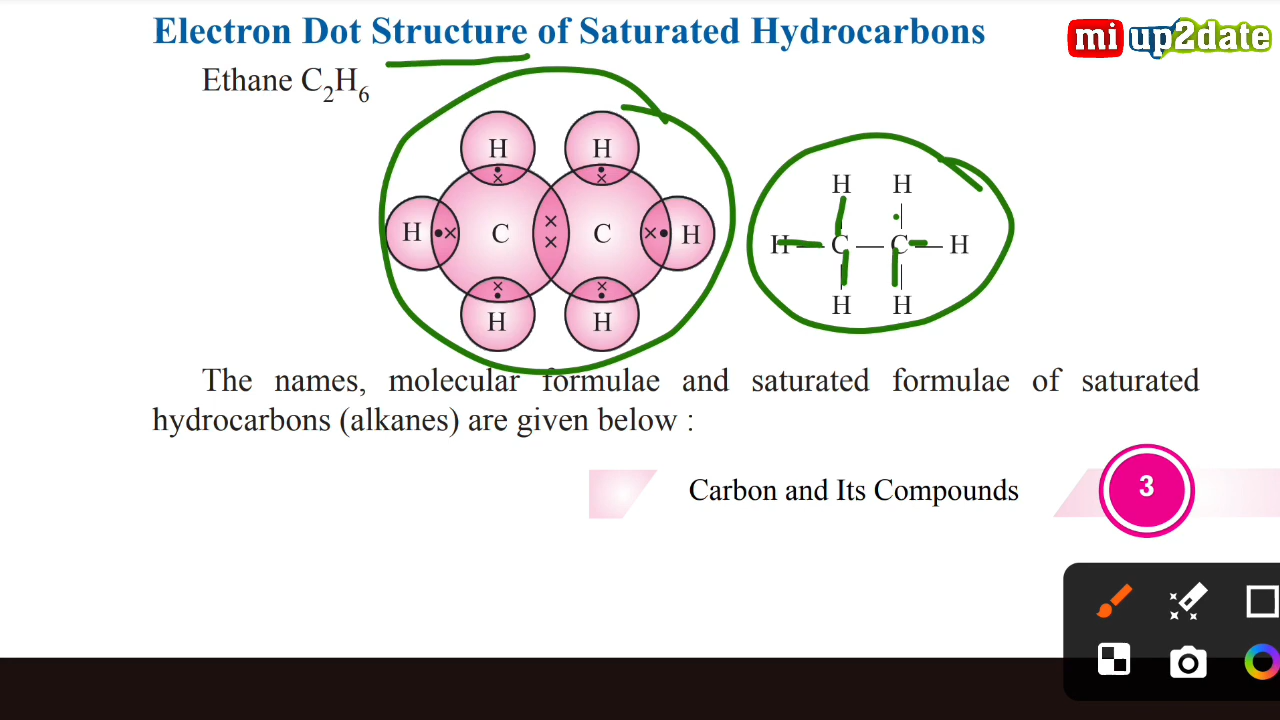 Electron Dot Structure of Saturated Hydrocarbons
mi up2date
Ethane C₂H₆
H H
H C C H
H H
H H
H — C — C — H
H H
The names, molecular formulae and saturated formulae of saturated
hydrocarbons (alkanes) are given below :
Carbon and Its Compounds 3